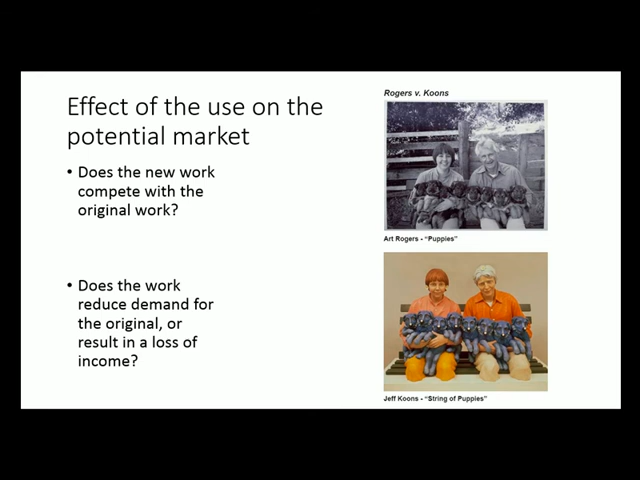 Effect of the use on the
potential market
• Does the new work
compete with the
original work?
• Does the work
reduce demand for
the original, or
result in a loss of
income?
Rogers v. Koons
Art Rogers - "Puppies"
Jeff Koons - "String of Puppies"